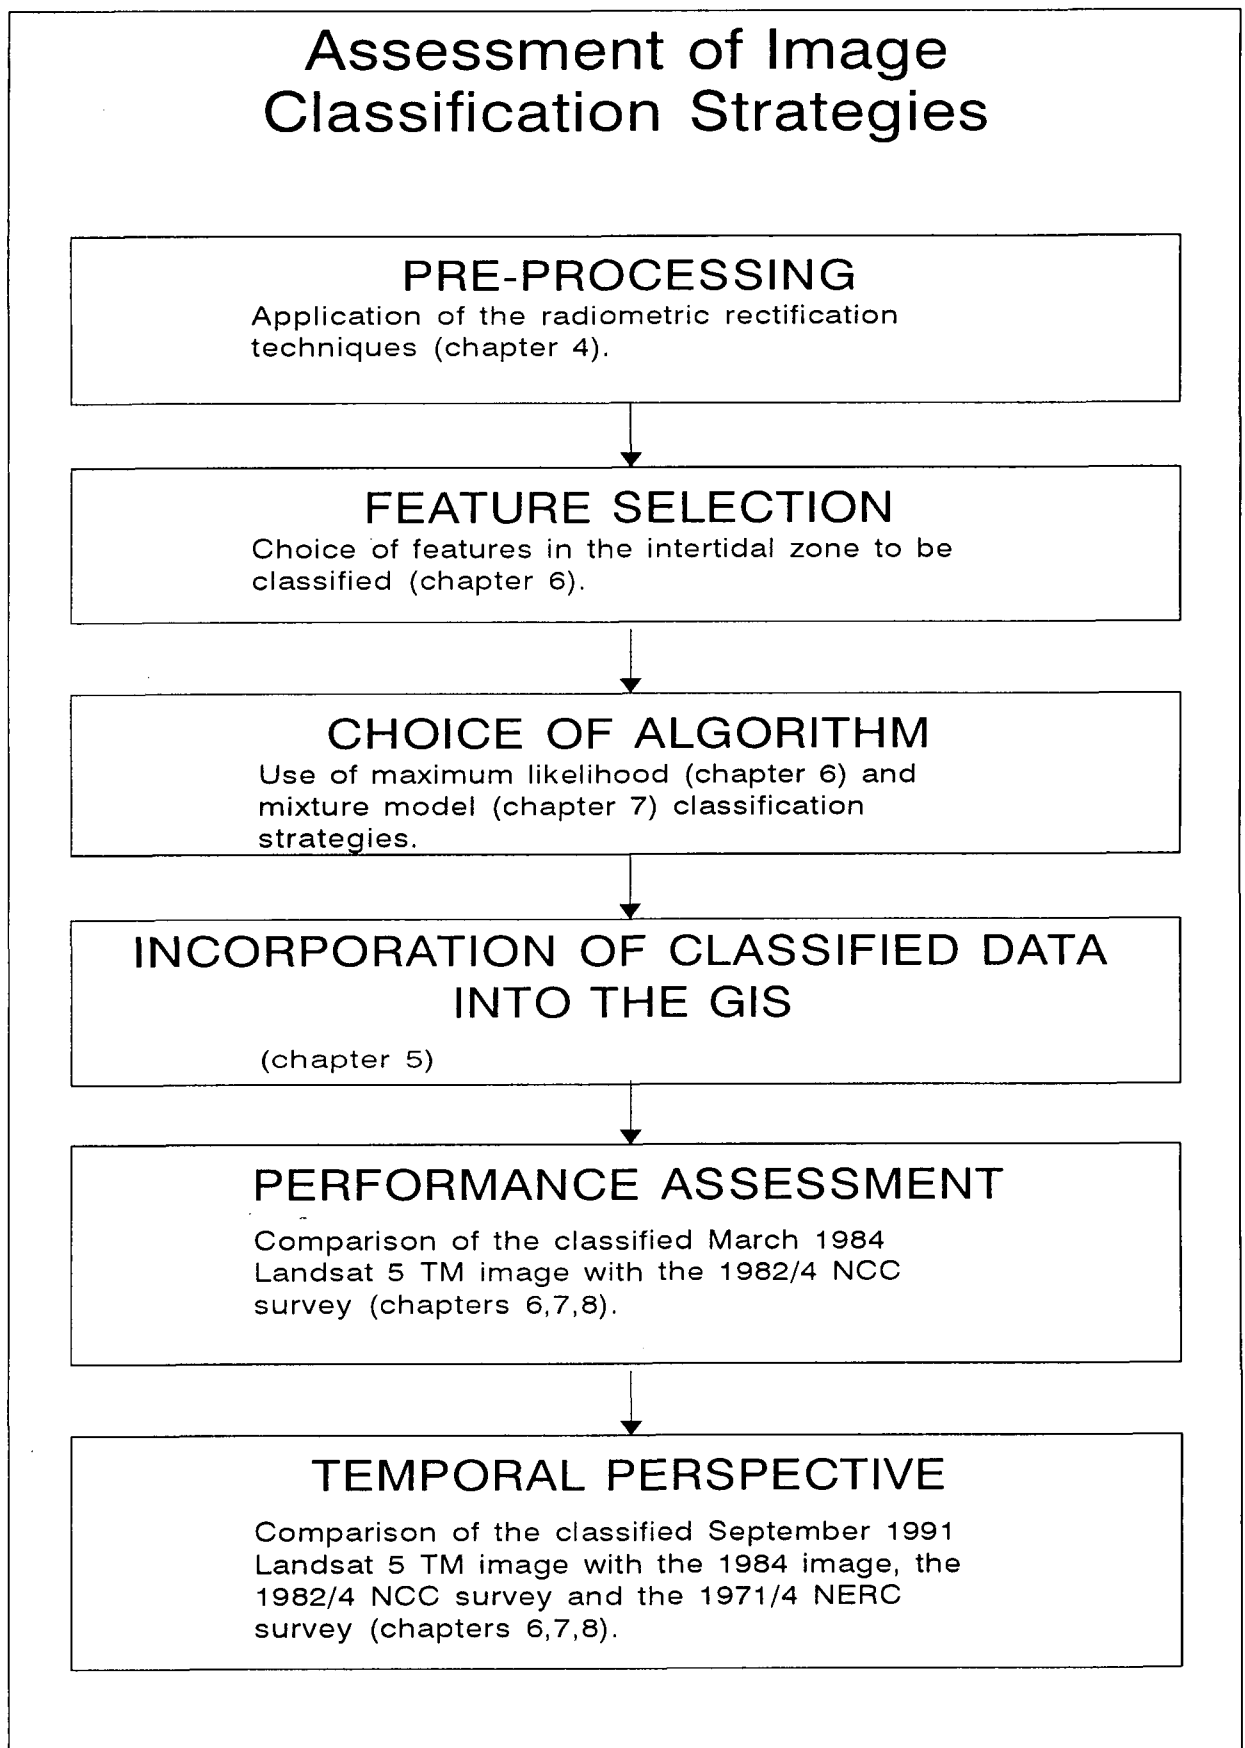 Assessment of Image
Classification Strategies
PRE-PROCESSING
Application of the radiometric rectification
techniques (chapter 4).
FEATURE SELECTION
Choice of features in the intertidal zone to be
classified (chapter 6).
CHOICE OF ALGORITHM
Use of maximum likelihood (chapter 6) and
mixture model (chapter 7) classification
strategies.
INCORPORATION OF CLASSIFIED DATA
INTO THE GIS
(chapter 5)
PERFORMANCE ASSESSMENT
Comparison of the classified March 1984
Landsat 5 TM image with the 1982/4 NCC
survey (chapters 6,7,8).
TEMPORAL PERSPECTIVE
Comparison of the classified September 1991
Landsat 5 TM image with the 1984 image, the
1982/4 NCC survey and the 1971/4 NERC
survey (chapters 6,7,8).